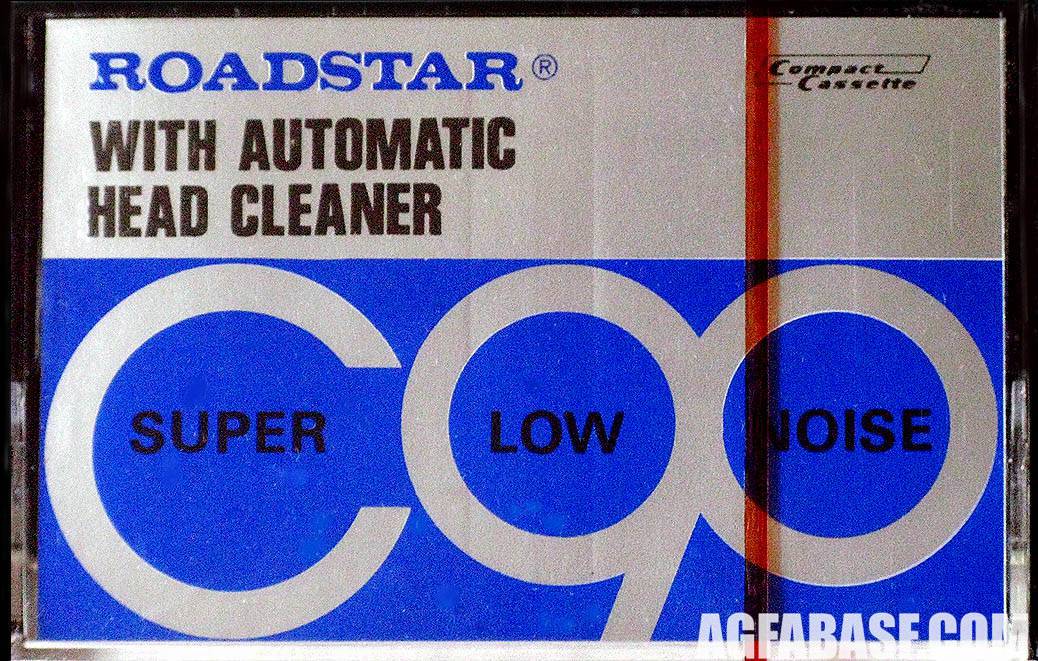 ROADSTAR®
Compact
Cassette
WITH AUTOMATIC
HEAD CLEANER
C90
SUPER LOW NOISE
AGFABASE.COM